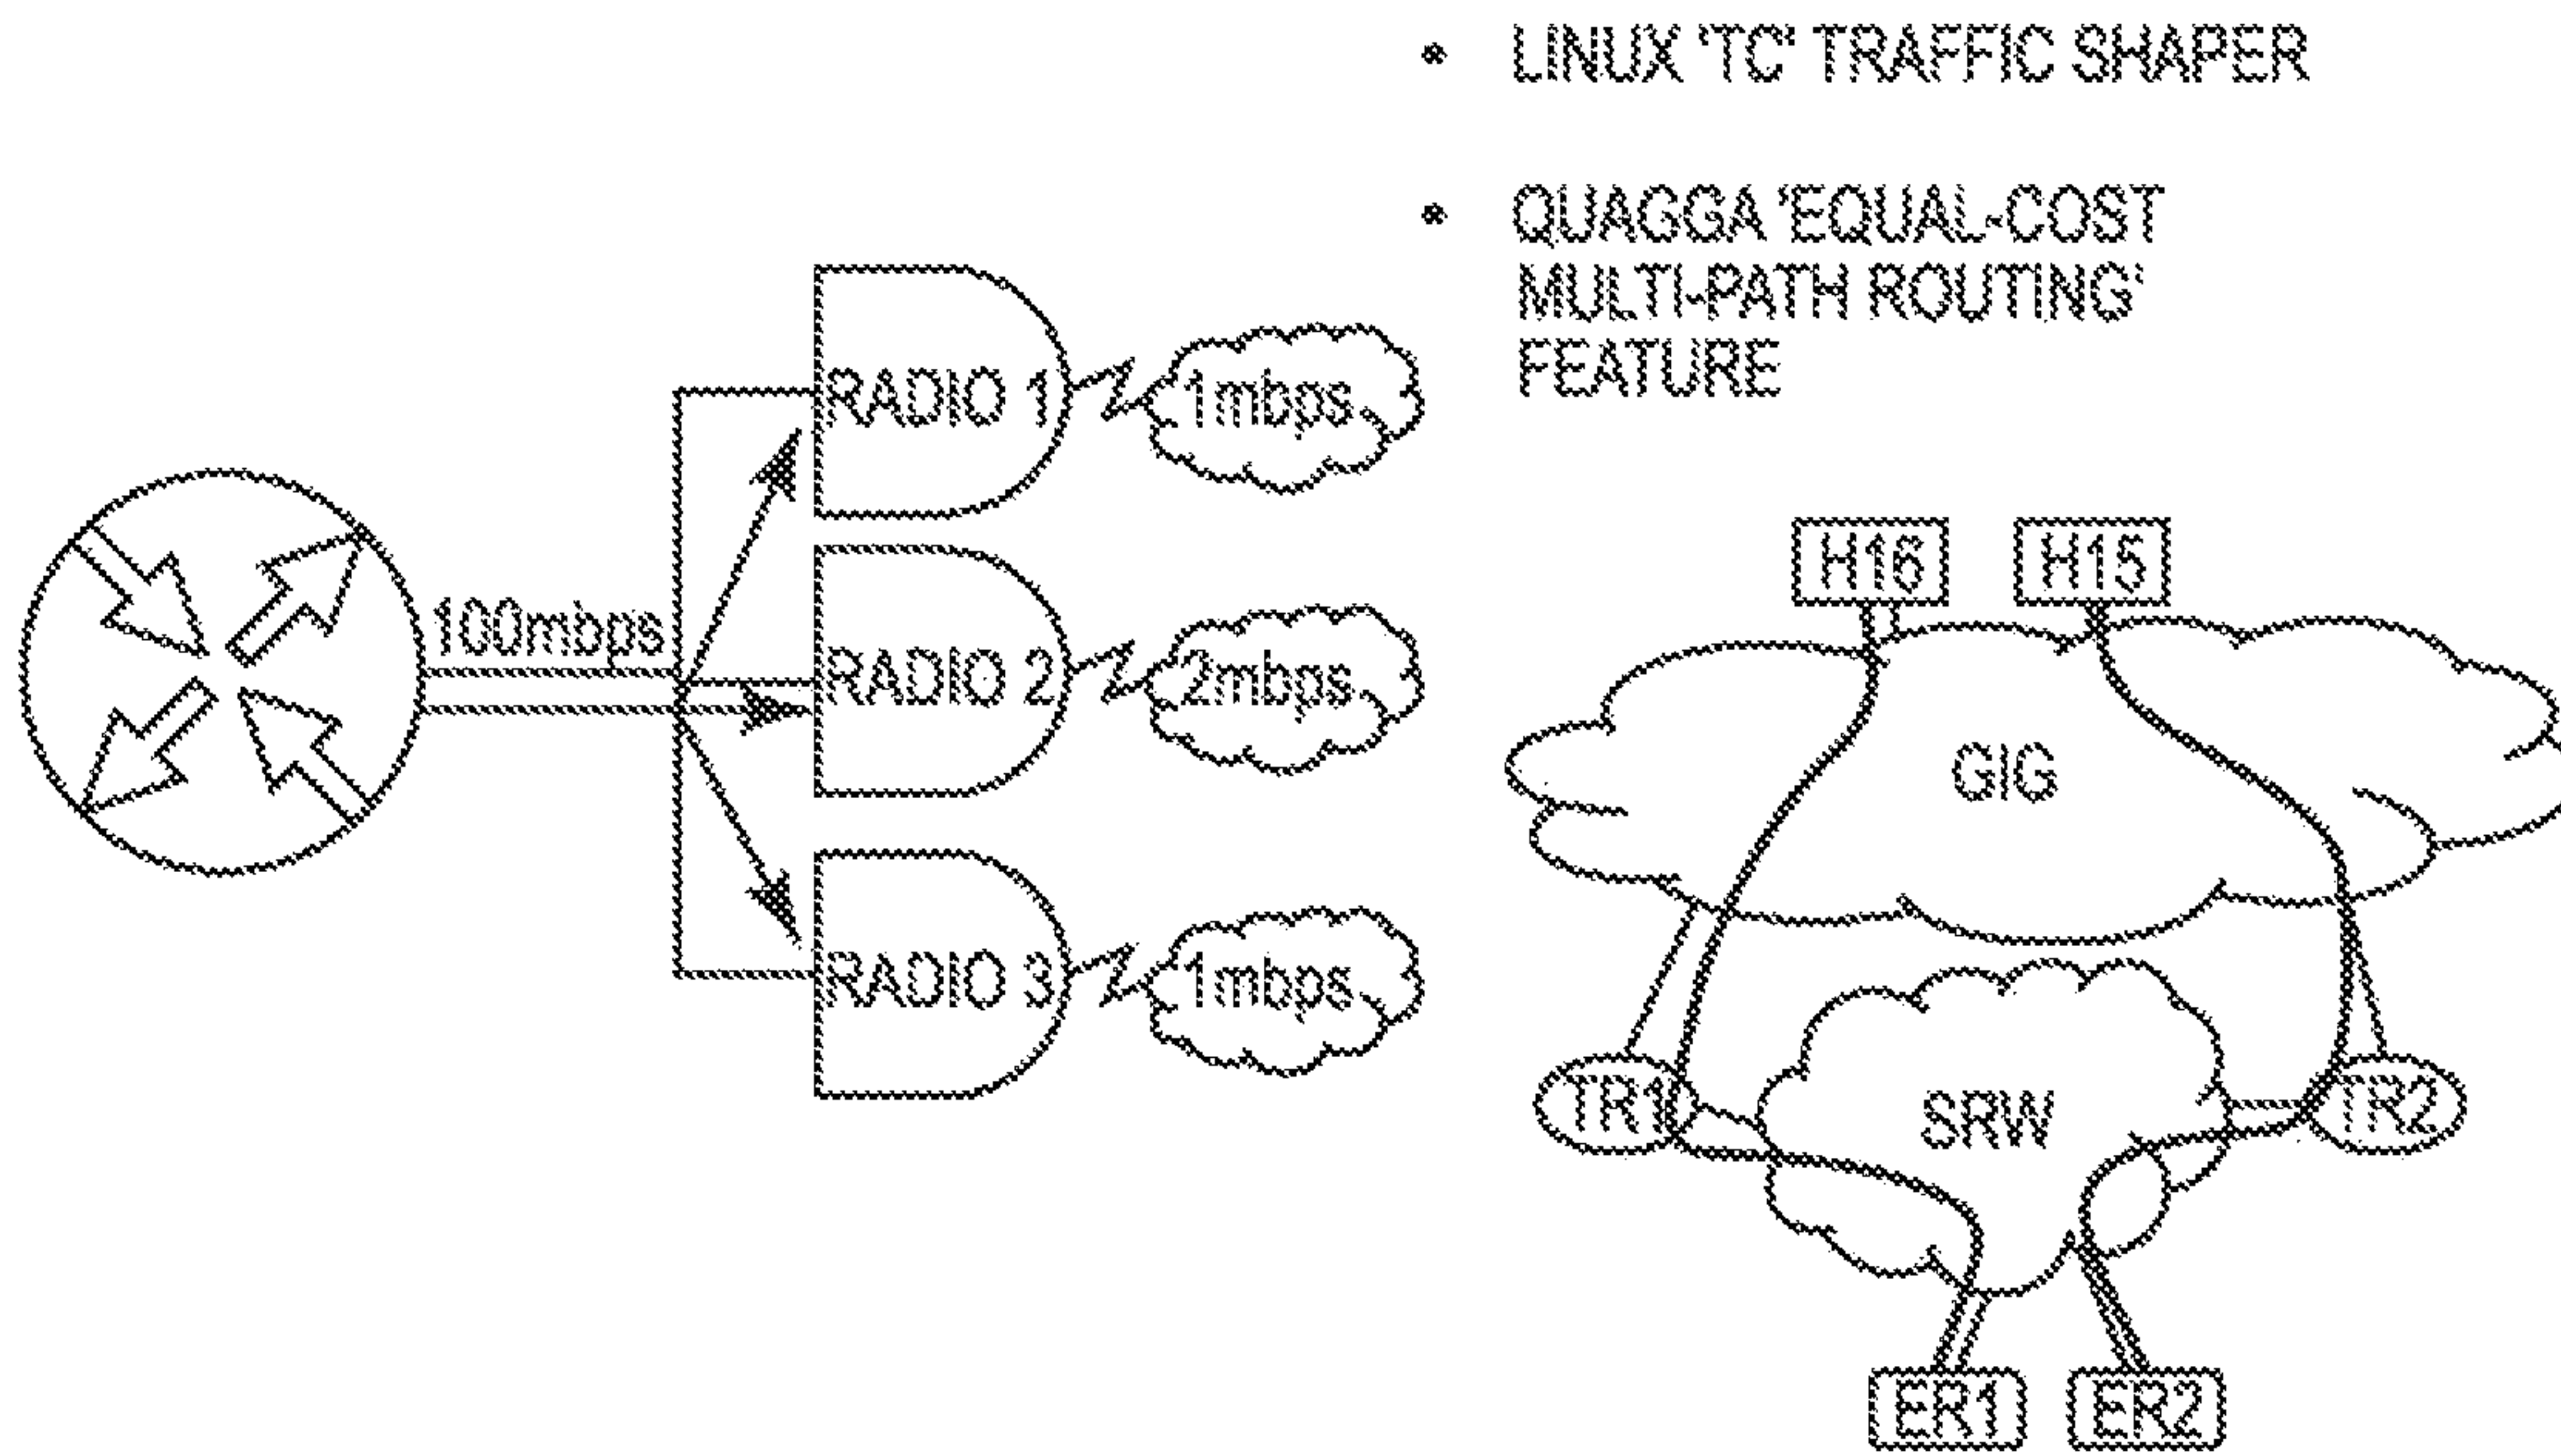 • LINUX 'TC' TRAFFIC SHAPER
• QUAGGA 'EQUAL-COST
MULTI-PATH ROUTING'
FEATURE
RADIO 1
1mbps
100mbps
RADIO 2
2mbps
RADIO 3
1mbps
H16
H15
GIG
TR1
SRW
TR2
ER1
ER2